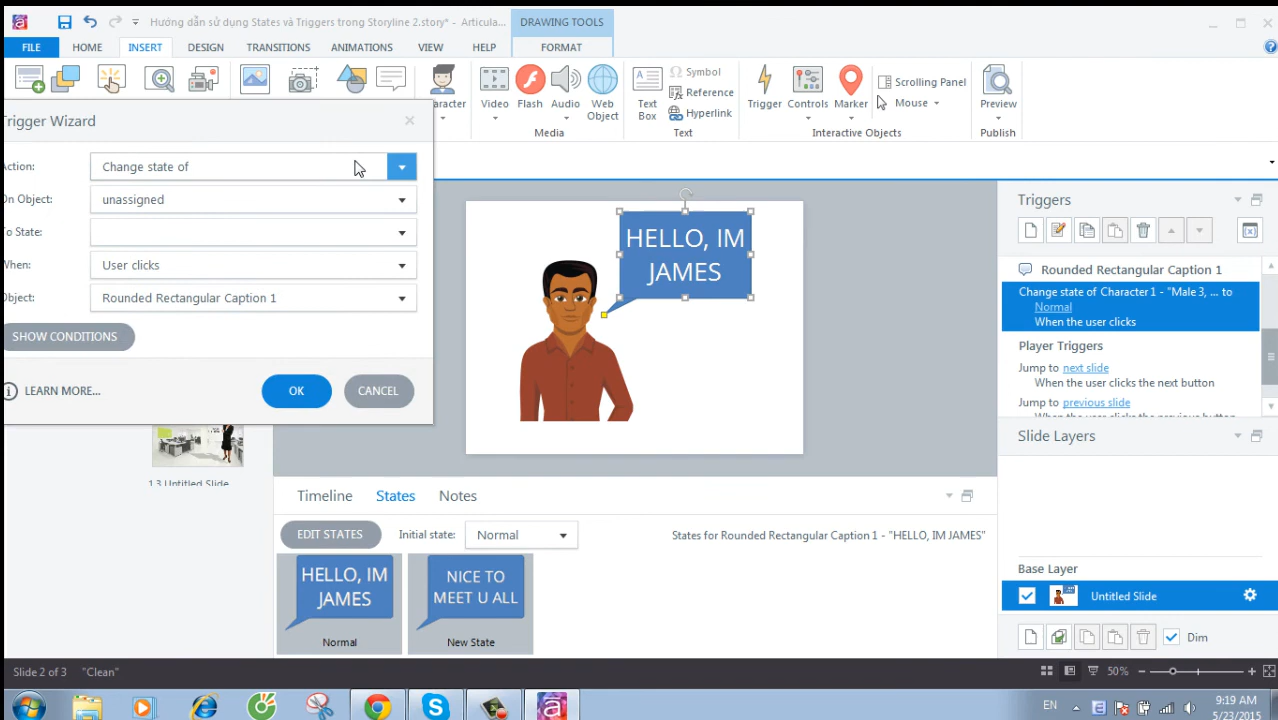 Hướng dẫn sử dụng States và Triggers trong Storyline 2.story* - Articula...
DRAWING TOOLS
FILE
HOME
INSERT
DESIGN
TRANSITIONS
ANIMATIONS
VIEW
HELP
FORMAT
Video
Flash
Audio
Web
Object
Text
Box
Symbol
Reference
Hyperlink
Trigger
Controls
Marker
Scrolling Panel
Mouse
Preview
Media
Text
Interactive Objects
Publish
Trigger Wizard
Action:
Change state of
On Object:
unassigned
To State:
When:
User clicks
Object:
Rounded Rectangular Caption 1
SHOW CONDITIONS
LEARN MORE...
OK
CANCEL
1.3 Untitled Slide
HELLO, IM
JAMES
Triggers
Rounded Rectangular Caption 1
Change state of Character 1 - "Male 3, ... to
Normal
When the user clicks
Player Triggers
Jump to next slide
When the user clicks the next button
Jump to previous slide
When the user clicks the previous button
Slide Layers
Base Layer
Untitled Slide
Dim
Timeline
States
Notes
EDIT STATES
Initial state:
Normal
States for Rounded Rectangular Caption 1 - "HELLO, IM JAMES"
HELLO, IM
JAMES
Normal
NICE TO
MEET U ALL
New State
Slide 2 of 3
"Clean"
50%
EN
9:19 AM
5/23/2015